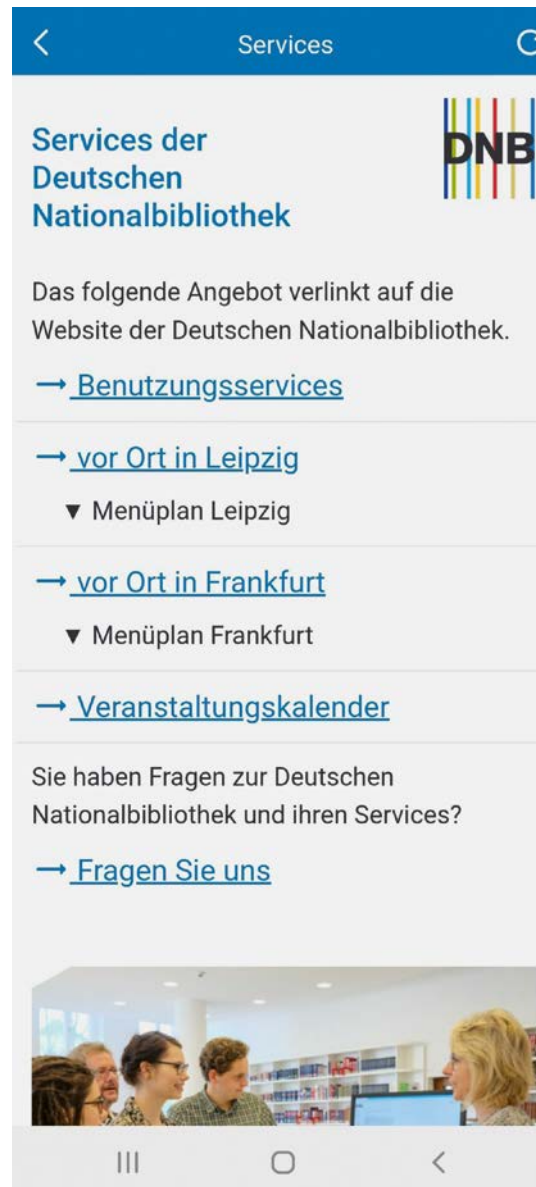 Services
Services der
Deutschen
Nationalbibliothek
DNB
Das folgende Angebot verlinkt auf die
Website der Deutschen Nationalbibliothek.
→ Benutzungsservices
→ vor Ort in Leipzig
▼ Menüplan Leipzig
→ vor Ort in Frankfurt
▼ Menüplan Frankfurt
→ Veranstaltungskalender
Sie haben Fragen zur Deutschen
Nationalbibliothek und ihren Services?
→ Fragen Sie uns